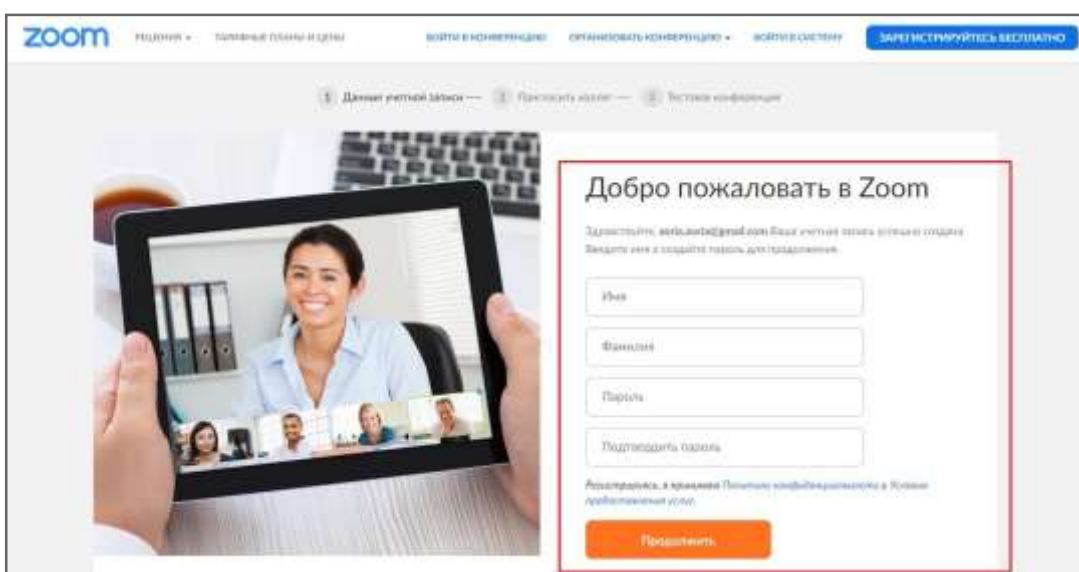 zoom РЕШЕНИЯ ТАРИФНЫЕ ПЛАНЫ И ЦЕНЫ ВОЙТИ В КОНФЕРЕНЦИЮ ОРГАНИЗОВАТЬ КОНФЕРЕНЦИЮ ВОЙТИ В СИСТЕМУ ЗАРЕГИСТРИРУЙТЕСЬ БЕСПЛАТНО
1 Данные учетной записи --- 2 Пригласить коллег --- 3 Тестовая конференция
Добро пожаловать в Zoom
Здравствуйте, Ваша учетная запись успешно создана.
Введите имя и создайте пароль для продолжения.
Имя
Фамилия
Пароль
Подтвердить пароль
Регистрируясь, я принимаю Политику конфиденциальности и Условия
предоставления услуг.
Продолжить